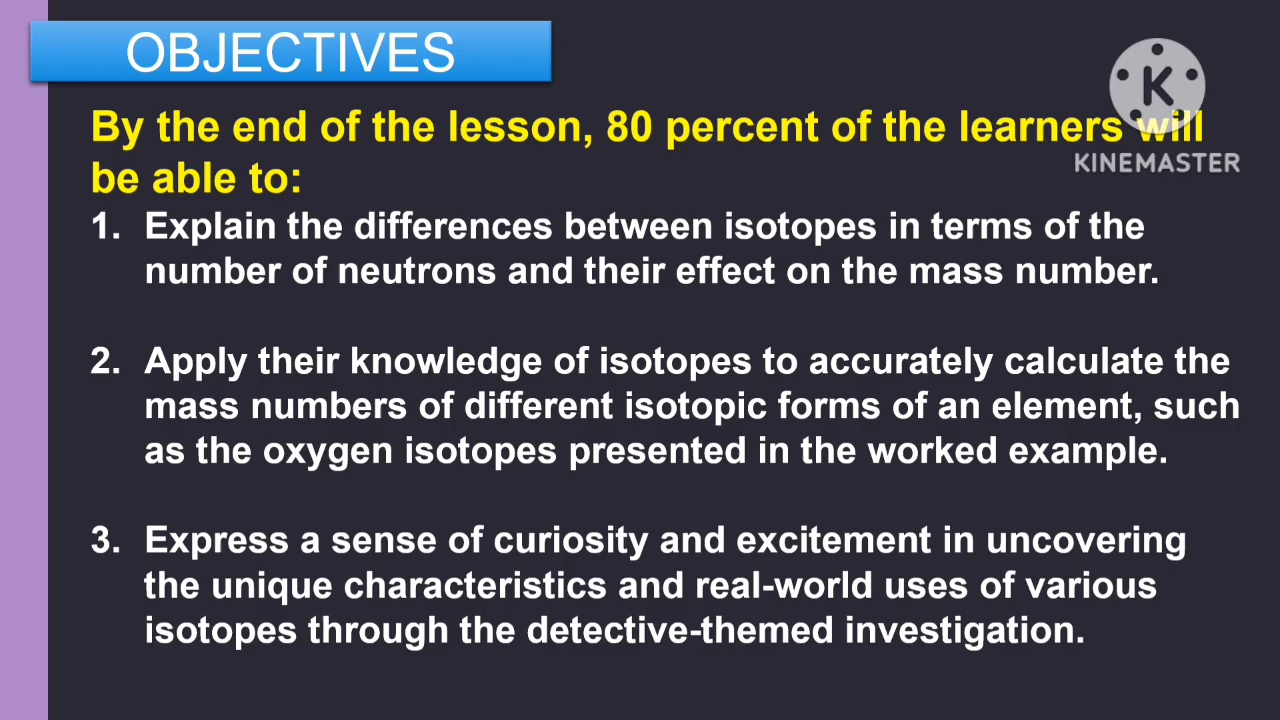 OBJECTIVES
By the end of the lesson, 80 percent of the learners will
be able to:
1. Explain the differences between isotopes in terms of the
number of neutrons and their effect on the mass number.
2. Apply their knowledge of isotopes to accurately calculate the
mass numbers of different isotopic forms of an element, such
as the oxygen isotopes presented in the worked example.
3. Express a sense of curiosity and excitement in uncovering
the unique characteristics and real-world uses of various
isotopes through the detective-themed investigation.
K
KINEMASTER